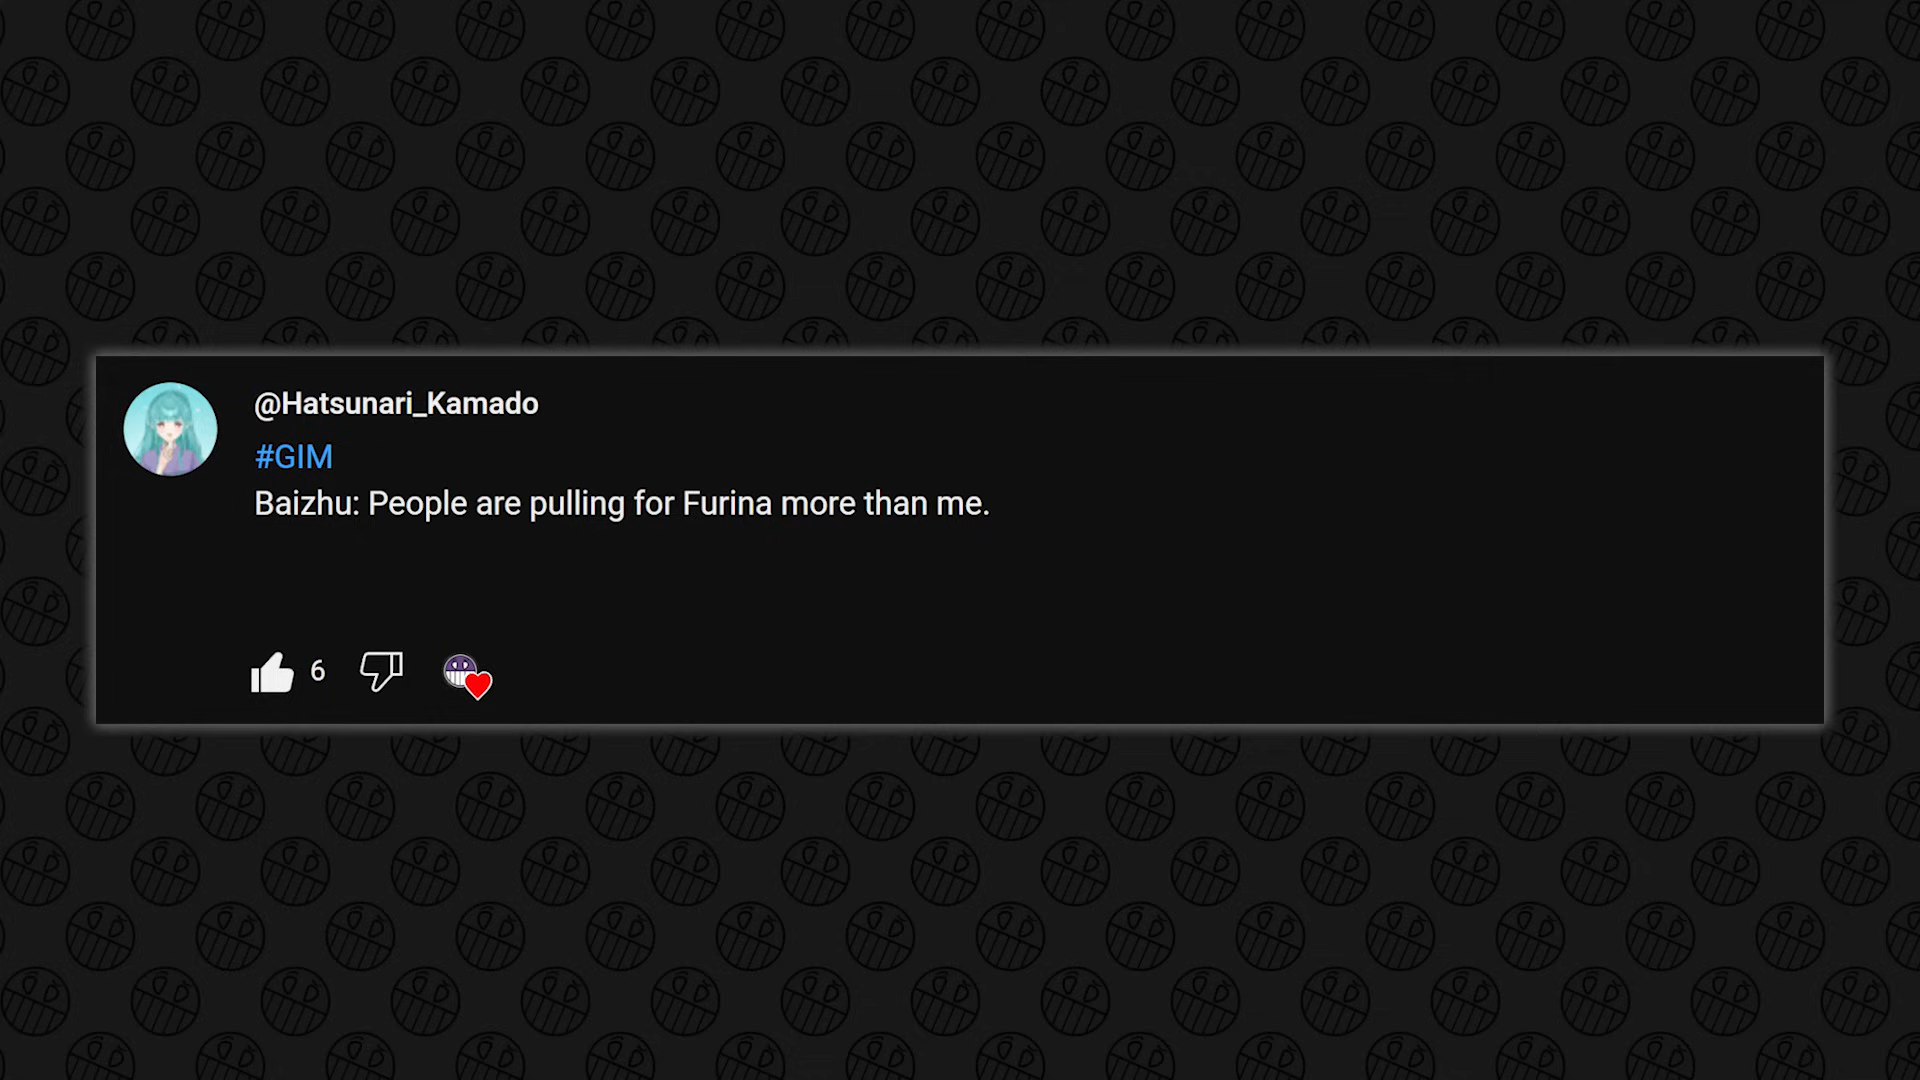 @Hatsunari_Kamado
#GIM
Baizhu: People are pulling for Furina more than me.
6